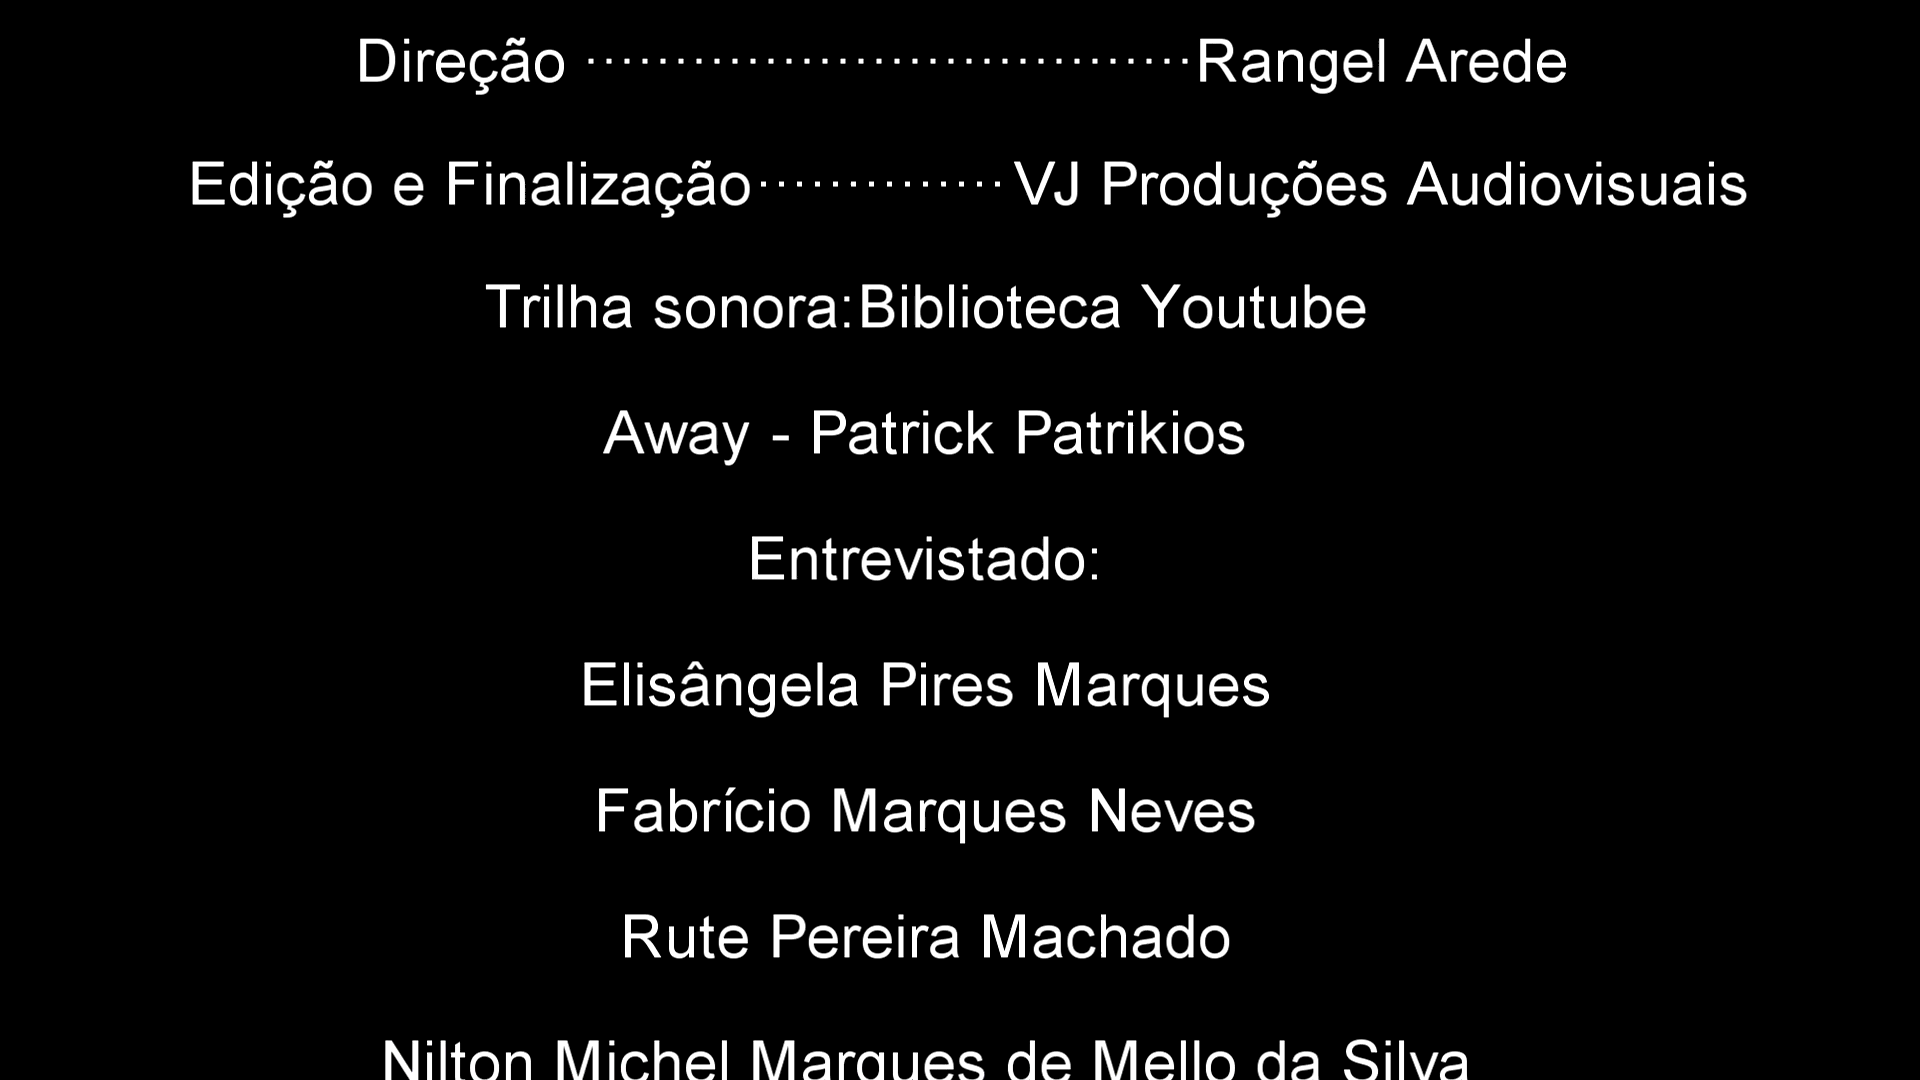 Direção ..................................Rangel Arede
Edição e Finalização.............. VJ Produções Audiovisuais
Trilha sonora:Biblioteca Youtube
Away - Patrick Patrikios
Entrevistado:
Elisângela Pires Marques
Fabrício Marques Neves
Rute Pereira Machado
Nilton Michel Marques de Mello da Silva